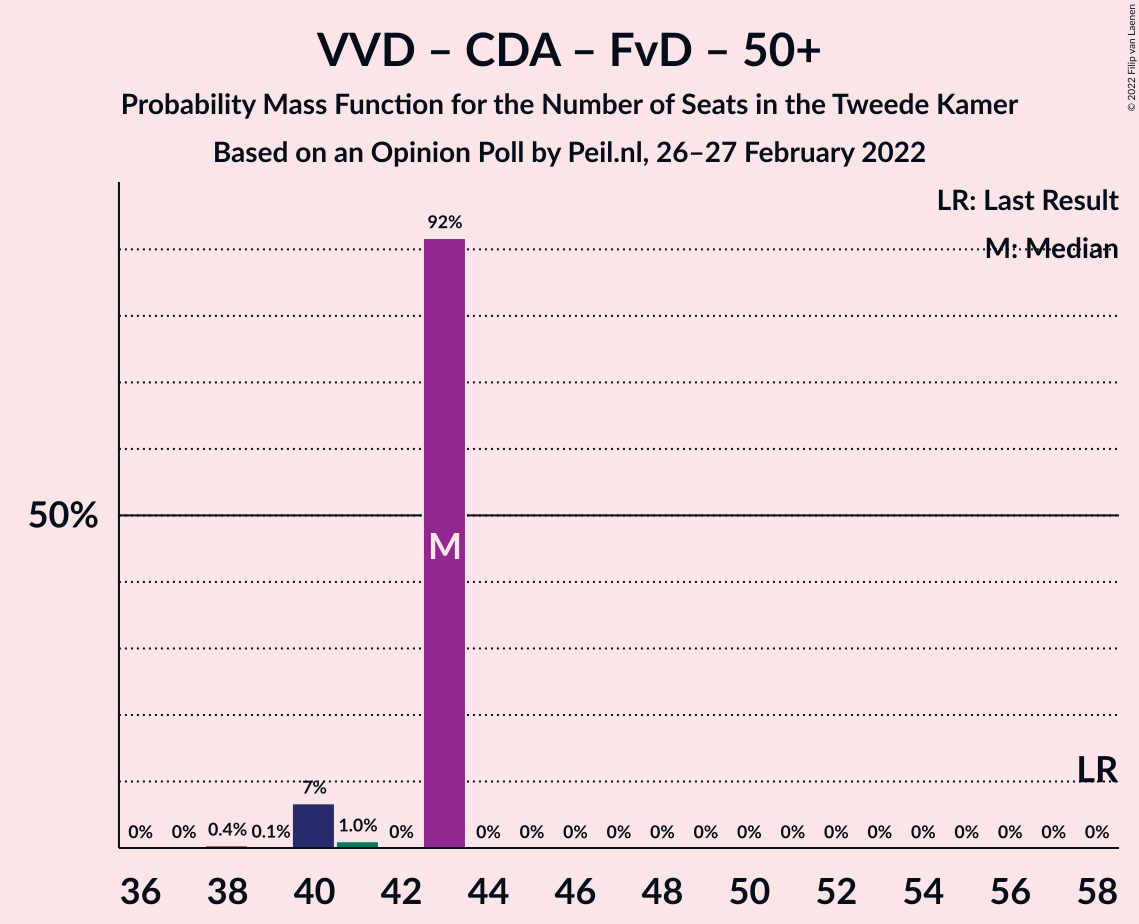 VVD – CDA – FvD – 50+
Probability Mass Function for the Number of Seats in the Tweede Kamer
Based on an Opinion Poll by Peil.nl, 26–27 February 2022
© 2022 Filip van Laenen
LR: Last Result
M: Median
92%
50%
M
LR
7%
0% 0% 0.4% 0.1% 1.0% 0% 0% 0% 0% 0% 0% 0% 0% 0% 0% 0% 0% 0% 0% 0% 0%
36 38 40 42 44 46 48 50 52 54 56 58